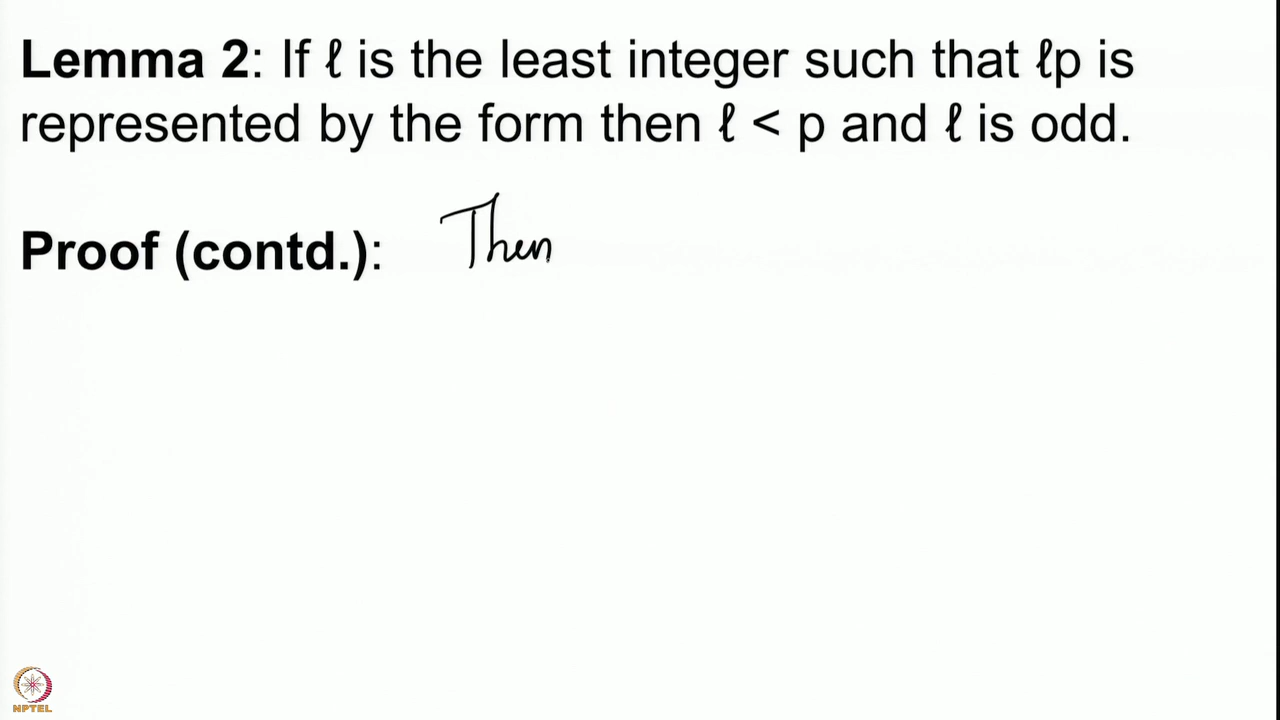 Lemma 2: If ℓ is the least integer such that ℓp is
represented by the form then ℓ < p and ℓ is odd.
Proof (contd.): Then
NPTEL